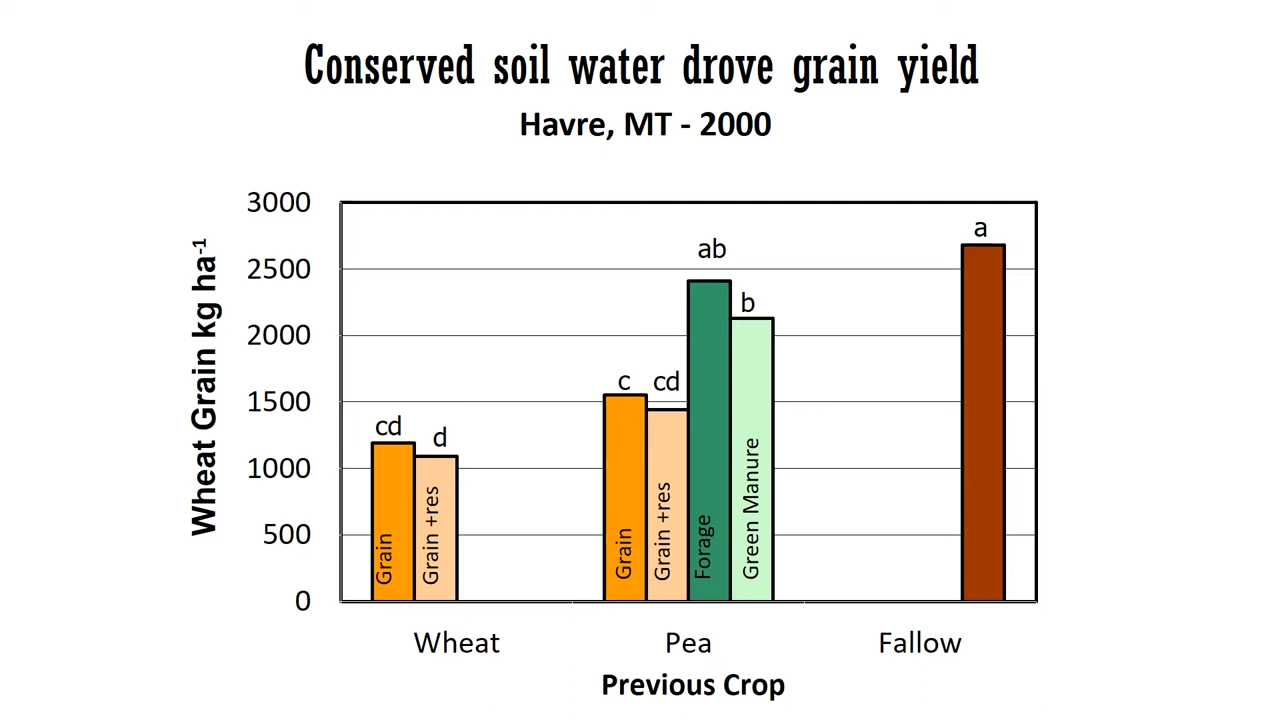 Conserved soil water drove grain yield
Havre, MT - 2000
Wheat Grain kg ha-1
3000
2500
2000
1500
1000
500
0
cd
d
c
cd
ab
b
a
Grain
Grain +res
Grain
Grain +res
Forage
Green Manure
Wheat
Pea
Fallow
Previous Crop